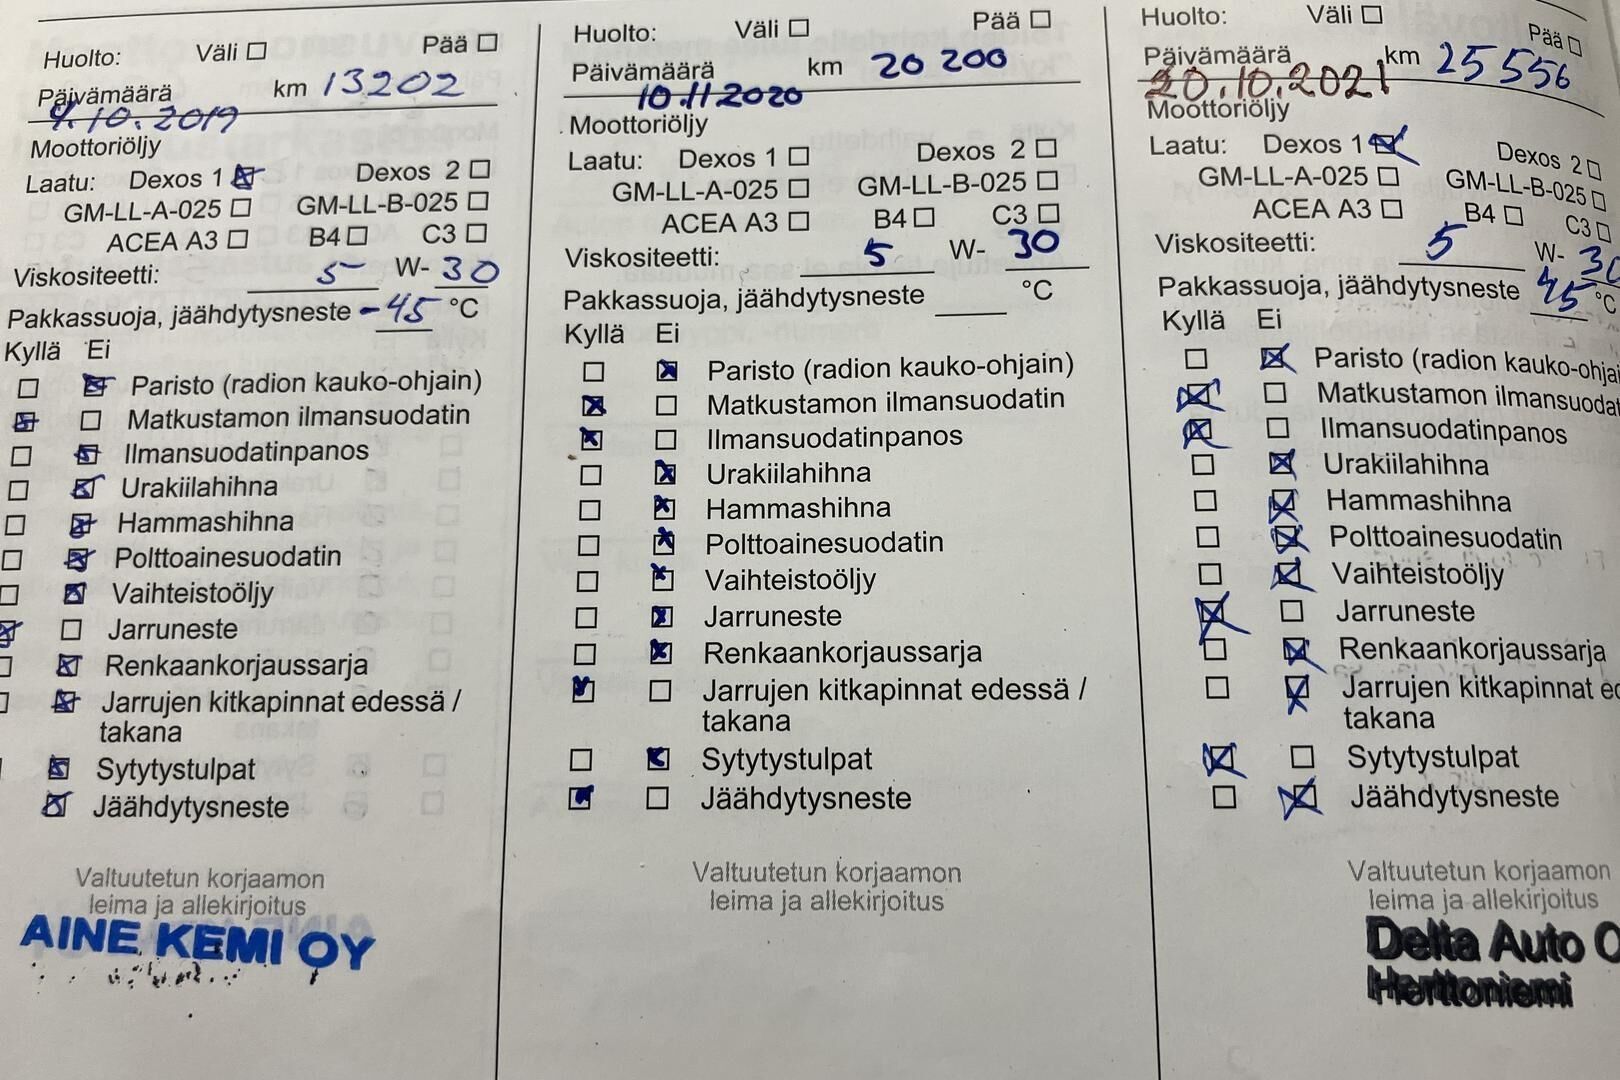 Huolto: Väli ☐ Pää ☐
Päivämäärä km 13202
9.10.2019
Moottoriöljy
Laatu: Dexos 1 ☒ Dexos 2 ☐
GM-LL-A-025 ☐ GM-LL-B-025 ☐
ACEA A3 ☐ B4 ☐ C3 ☐
Viskositeetti: 5 W- 30
Pakkassuoja, jäähdytysneste -45 °C
Kyllä Ei
☐ ☒ Paristo (radion kauko-ohjain)
☒ ☐ Matkustamon ilmansuodatin
☐ ☒ Ilmansuodatinpanos
☐ ☒ Urakiilahihna
☐ ☒ Hammashihna
☐ ☒ Polttoainesuodatin
☐ ☒ Vaihteistoöljy
☒ ☐ Jarruneste
☐ ☒ Renkaankorjaussarja
☐ ☒ Jarrujen kitkapinnat edessä /
takana
☒ Sytytystulpat
☒ Jäähdytysneste
Valtuutetun korjaamon
leima ja allekirjoitus
AINE KEMI OY
Huolto: Väli ☐ Pää ☐
Päivämäärä km 20 200
10.11.2020
Moottoriöljy
Laatu: Dexos 1 ☐ Dexos 2 ☐
GM-LL-A-025 ☐ GM-LL-B-025 ☐
ACEA A3 ☐ B4 ☐ C3 ☐
Viskositeetti: 5 W- 30
Pakkassuoja, jäähdytysneste °C
Kyllä Ei
☐ ☒ Paristo (radion kauko-ohjain)
☒ ☐ Matkustamon ilmansuodatin
☒ ☐ Ilmansuodatinpanos
☐ ☒ Urakiilahihna
☐ ☒ Hammashihna
☐ ☒ Polttoainesuodatin
☐ ☒ Vaihteistoöljy
☐ ☒ Jarruneste
☐ ☒ Renkaankorjaussarja
☒ ☐ Jarrujen kitkapinnat edessä /
takana
☐ ☒ Sytytystulpat
☒ ☐ Jäähdytysneste
Valtuutetun korjaamon
leima ja allekirjoitus
Huolto: Väli ☐ Pää ☐
Päivämäärä km 25 556
20.10.2021
Moottoriöljy
Laatu: Dexos 1 ☒ Dexos 2 ☐
GM-LL-A-025 ☐ GM-LL-B-025 ☐
ACEA A3 ☐ B4 ☐ C3 ☐
Viskositeetti: 5 W- 30
Pakkassuoja, jäähdytysneste 45 °C
Kyllä Ei
☐ ☒ Paristo (radion kauko-ohjai
☒ ☐ Matkustamon ilmansuodat
☒ ☐ Ilmansuodatinpanos
☐ ☒ Urakiilahihna
☐ ☒ Hammashihna
☐ ☒ Polttoainesuodatin
☐ ☒ Vaihteistoöljy
☒ ☐ Jarruneste
☐ ☒ Renkaankorjaussarja
☐ ☒ Jarrujen kitkapinnat ed
takana
☒ ☐ Sytytystulpat
☐ ☒ Jäähdytysneste
Valtuutetun korjaamon
leima ja allekirjoitus
Delta Auto O
Herttoniemi